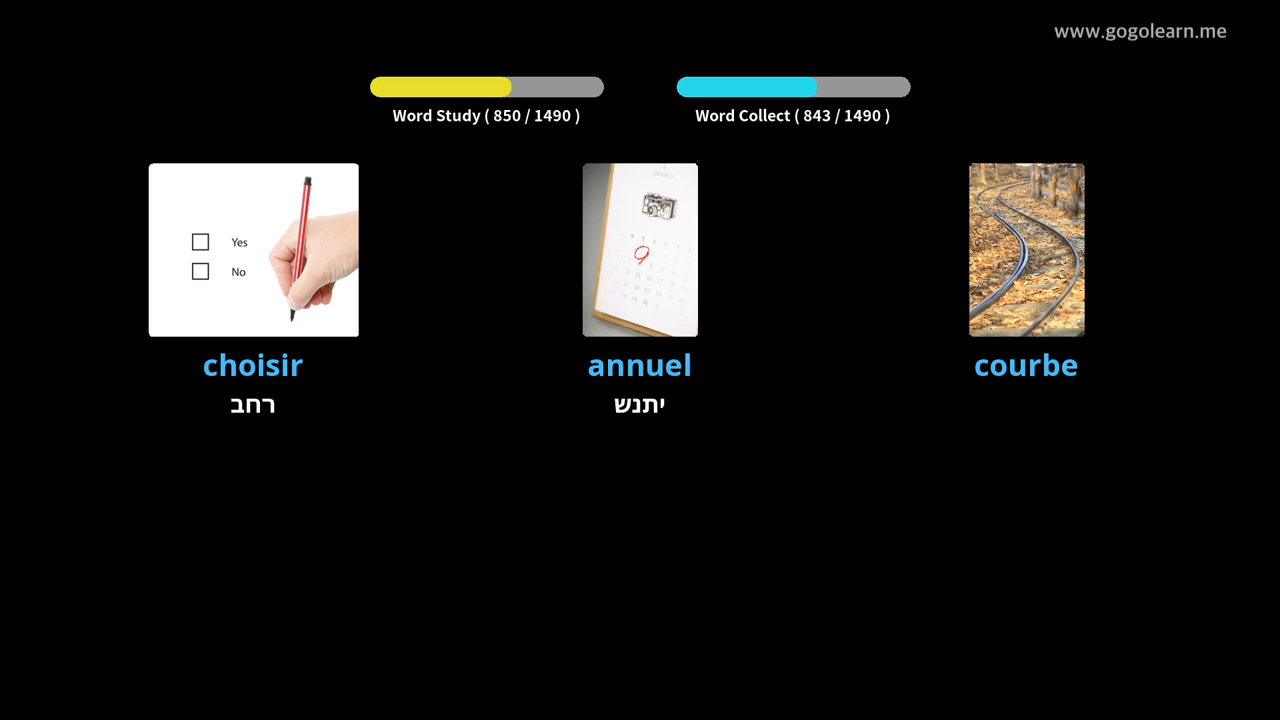 www.gogolearn.me
Word Study ( 850 / 1490 )
Word Collect ( 843 / 1490 )
Yes
No
choisir
רחב
annuel
יתנש
courbe